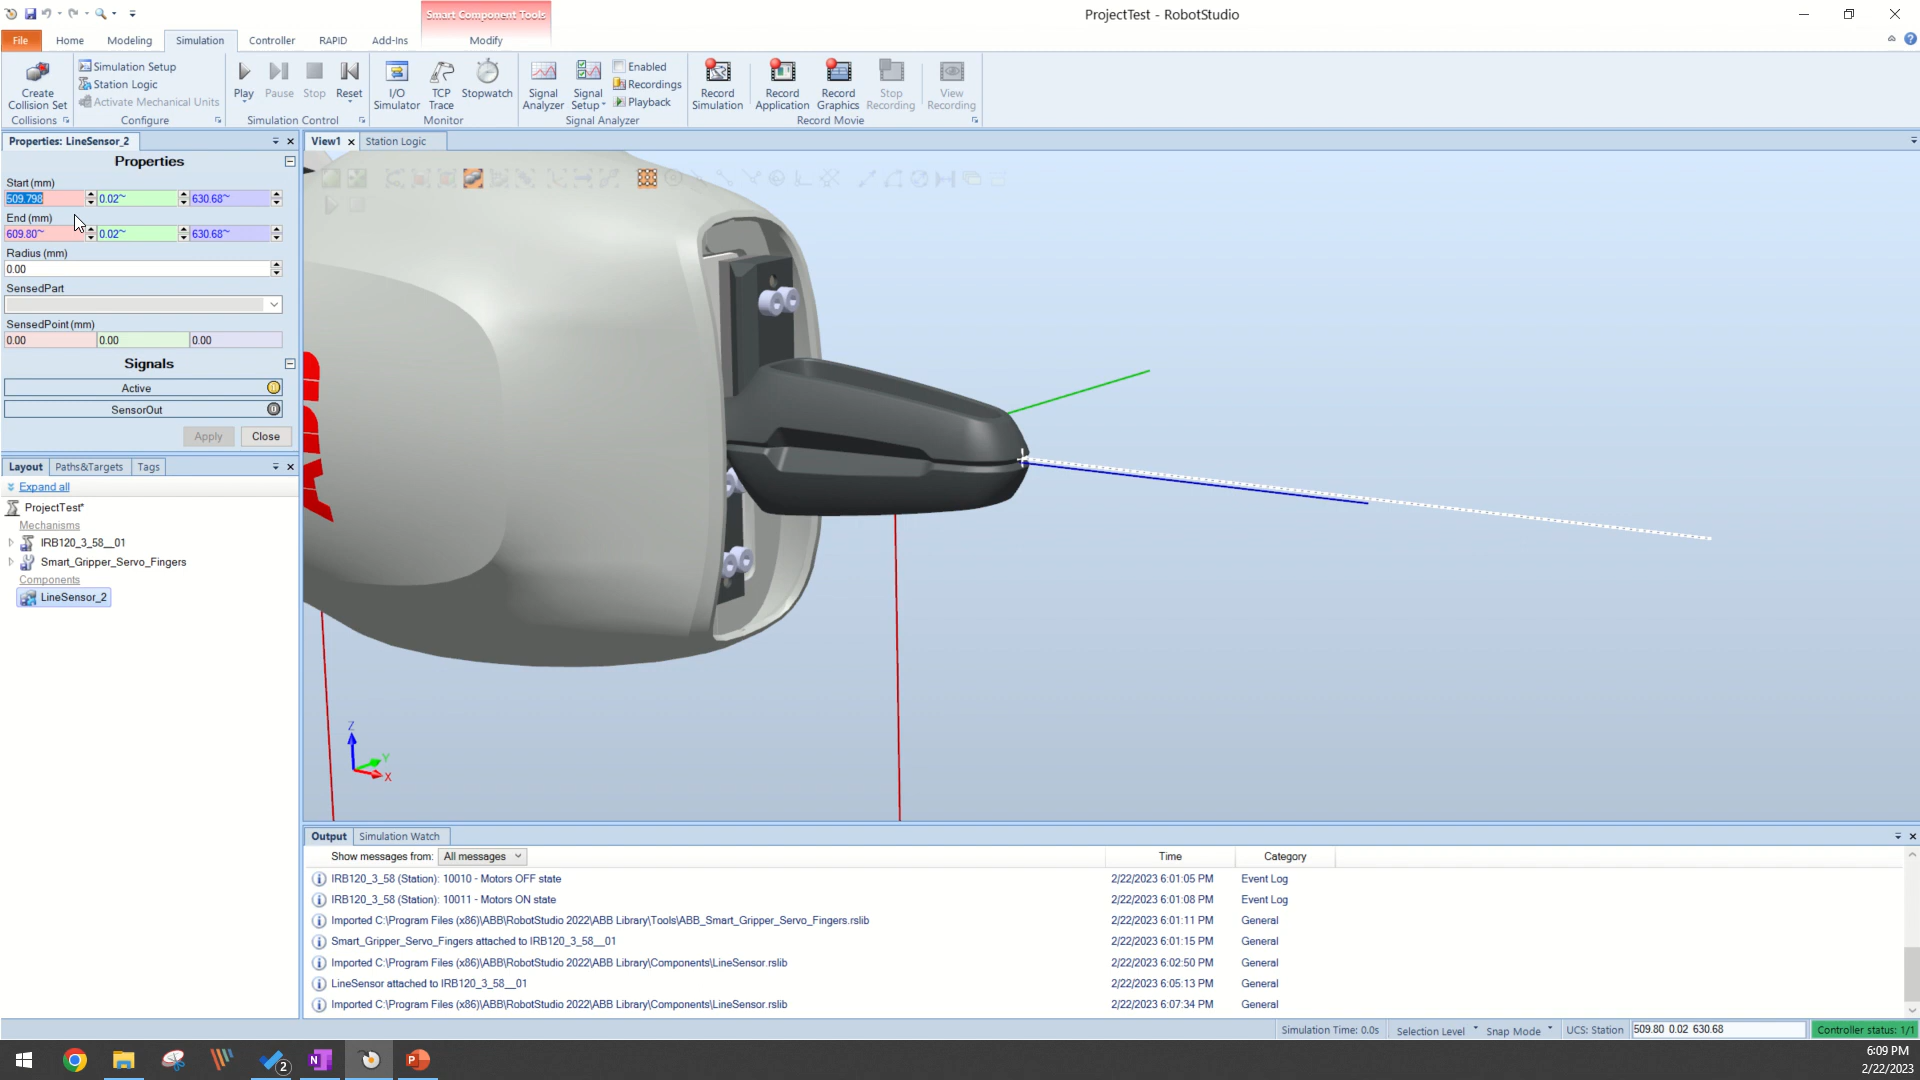 Smart Component Tools
ProjectTest - RobotStudio
File
Home
Modeling
Simulation
Controller
RAPID
Add-Ins
Modify
Create
Collision Set
Collisions
Simulation Setup
Station Logic
Activate Mechanical Units
Configure
Play
Pause
Stop
Reset
Simulation Control
I/O
Simulator
TCP
Trace
Stopwatch
Monitor
Signal
Analyzer
Signal
Setup
Enabled
Recordings
Playback
Signal Analyzer
Record
Simulation
Record
Application
Record
Graphics
Stop
Recording
View
Recording
Record Movie
Properties: LineSensor_2
View1
Station Logic
Properties
Start (mm)
509.798
0.02~
630.68~
End (mm)
609.80~
0.02~
630.68~
Radius (mm)
0.00
SensedPart
SensedPoint (mm)
0.00
0.00
0.00
Signals
Active
SensorOut
Apply
Close
Layout
Paths&Targets
Tags
Expand all
ProjectTest*
Mechanisms
IRB120_3_58__01
Smart_Gripper_Servo_Fingers
Components
LineSensor_2
Z
Y
X
Output
Simulation Watch
Show messages from:
All messages
Time
Category
IRB120_3_58 (Station): 10010 - Motors OFF state
2/22/2023 6:01:05 PM
Event Log
IRB120_3_58 (Station): 10011 - Motors ON state
2/22/2023 6:01:08 PM
Event Log
Imported C:\Program Files (x86)\ABB\RobotStudio 2022\ABB Library\Tools\ABB_Smart_Gripper_Servo_Fingers.rslib
2/22/2023 6:01:11 PM
General
Smart_Gripper_Servo_Fingers attached to IRB120_3_58__01
2/22/2023 6:01:15 PM
General
Imported C:\Program Files (x86)\ABB\RobotStudio 2022\ABB Library\Components\LineSensor.rslib
2/22/2023 6:02:50 PM
General
LineSensor attached to IRB120_3_58__01
2/22/2023 6:05:13 PM
General
Imported C:\Program Files (x86)\ABB\RobotStudio 2022\ABB Library\Components\LineSensor.rslib
2/22/2023 6:07:34 PM
General
Simulation Time: 0.0s
Selection Level
Snap Mode
UCS: Station
509.80 0.02 630.68
Controller status: 1/1
2
6:09 PM
2/22/2023